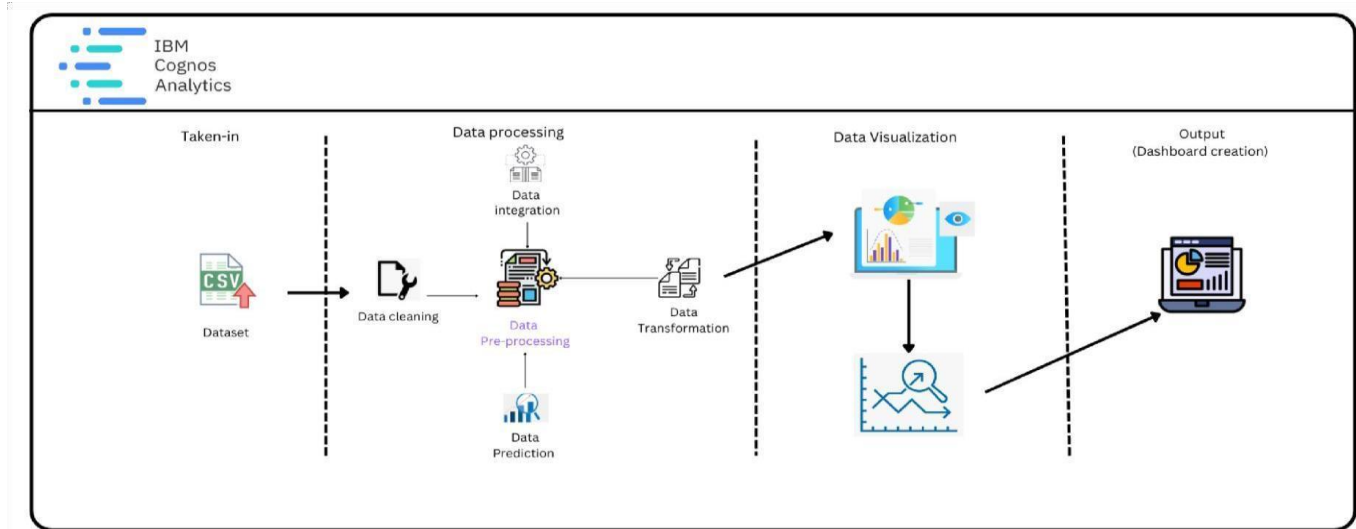 IBM
Cognos
Analytics
Taken-in
Data processing
Data Visualization
Output
(Dashboard creation)
Data
integration
CSV
Dataset
Data cleaning
Data
Pre-processing
Data
Transformation
Data
Prediction